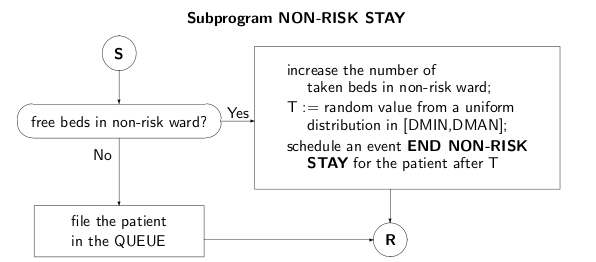 Subprogram NON-RISK STAY
S
free beds in non-risk ward?
Yes
increase the number of
taken beds in non-risk ward;
T := random value from a uniform
distribution in [DMIN,DMAN];
schedule an event END NON-RISK
STAY for the patient after T
No
file the patient
in the QUEUE
R